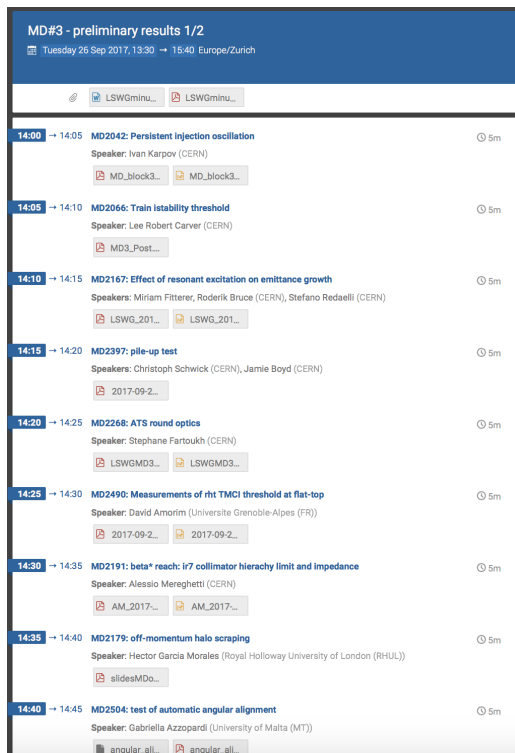 MD#3 - preliminary results 1/2
Tuesday 26 Sep 2017, 13:30 → 15:40 Europe/Zurich
LSWGminu... LSWGminu...
14:00 → 14:05 MD2042: Persistent injection oscillation 5m
Speaker: Ivan Karpov (CERN)
MD_block3... MD_block3...
14:05 → 14:10 MD2066: Train istability threshold 5m
Speaker: Lee Robert Carver (CERN)
MD3_Post....
14:10 → 14:15 MD2167: Effect of resonant excitation on emittance growth 5m
Speakers: Miriam Fitterer, Roderik Bruce (CERN), Stefano Redaelli (CERN)
LSWG_201... LSWG_201...
14:15 → 14:20 MD2397: pile-up test 5m
Speakers: Christoph Schwick (CERN), Jamie Boyd (CERN)
2017-09-2...
14:20 → 14:25 MD2268: ATS round optics 5m
Speaker: Stephane Fartoukh (CERN)
LSWGMD3... LSWGMD3...
14:25 → 14:30 MD2490: Measurements of rht TMCI threshold at flat-top 5m
Speaker: David Amorim (Universite Grenoble-Alpes (FR))
2017-09-2... 2017-09-2...
14:30 → 14:35 MD2191: beta* reach: ir7 collimator hierachy limit and impedance 5m
Speaker: Alessio Mereghetti (CERN)
AM_2017-... AM_2017-...
14:35 → 14:40 MD2179: off-momentum halo scraping 5m
Speaker: Hector Garcia Morales (Royal Holloway University of London (RHUL))
slidesMDo...
14:40 → 14:45 MD2504: test of automatic angular alignment 5m
Speaker: Gabriella Azzopardi (University of Malta (MT))
angular_ali... angular_ali...